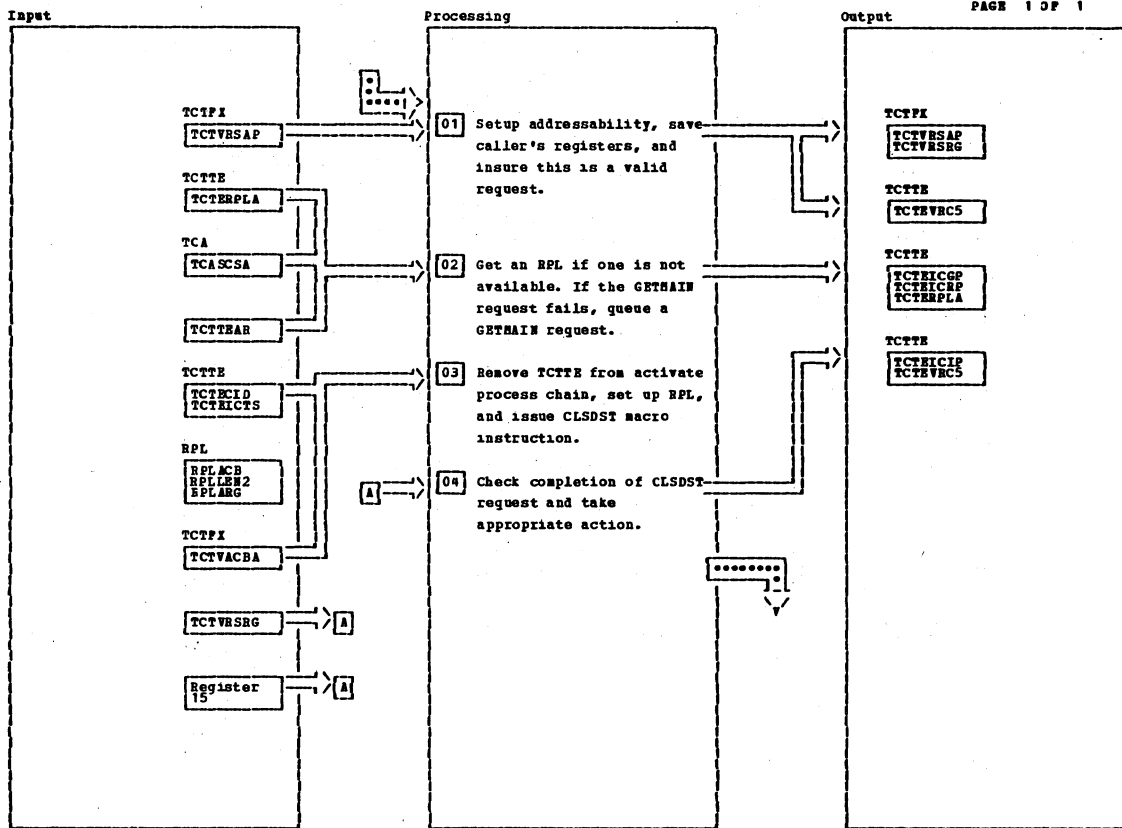 PAGE 1 OF 1
Input
Processing
Output
TCTPX
TCTVRSAP
TCTTE
TCTERPLA
TCA
TCASCSA
TCTTEAR
TCTTE
TCTECID
TCTEICTS
RPL
RPLACB
RPLLEN2
RPLARG
TCTPX
TCTVACBA
TCTVRSRG
A
Register
15
A
01 Setup addressability, save
caller's registers, and
insure this is a valid
request.
02 Get an RPL if one is not
available. If the GETMAIN
request fails, queue a
GETMAIN request.
03 Remove TCTTE from activate
process chain, set up RPL,
and issue CLSDST macro
instruction.
A
04 Check completion of CLSDST
request and take
appropriate action.
TCTPX
TCTVRSAP
TCTVRSRG
TCTTE
TCTEVRC5
TCTTE
TCTEICGP
TCTEICRP
TCTERPLA
TCTTE
TCTEICIP
TCTEVRC5